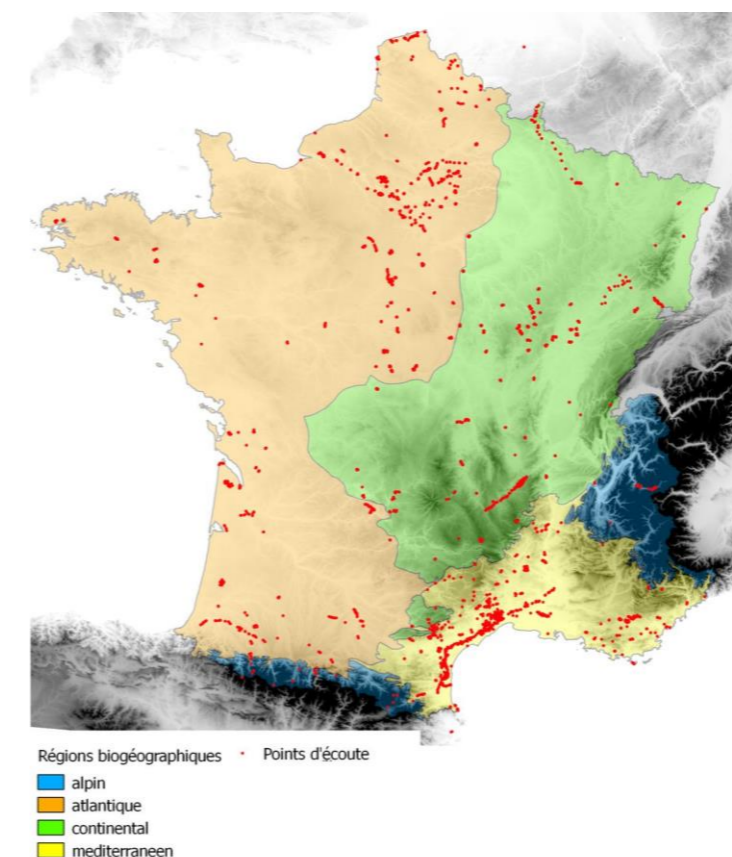 Régions biogéographiques
Points d'écoute
alpin
atlantique
continental
mediterraneen